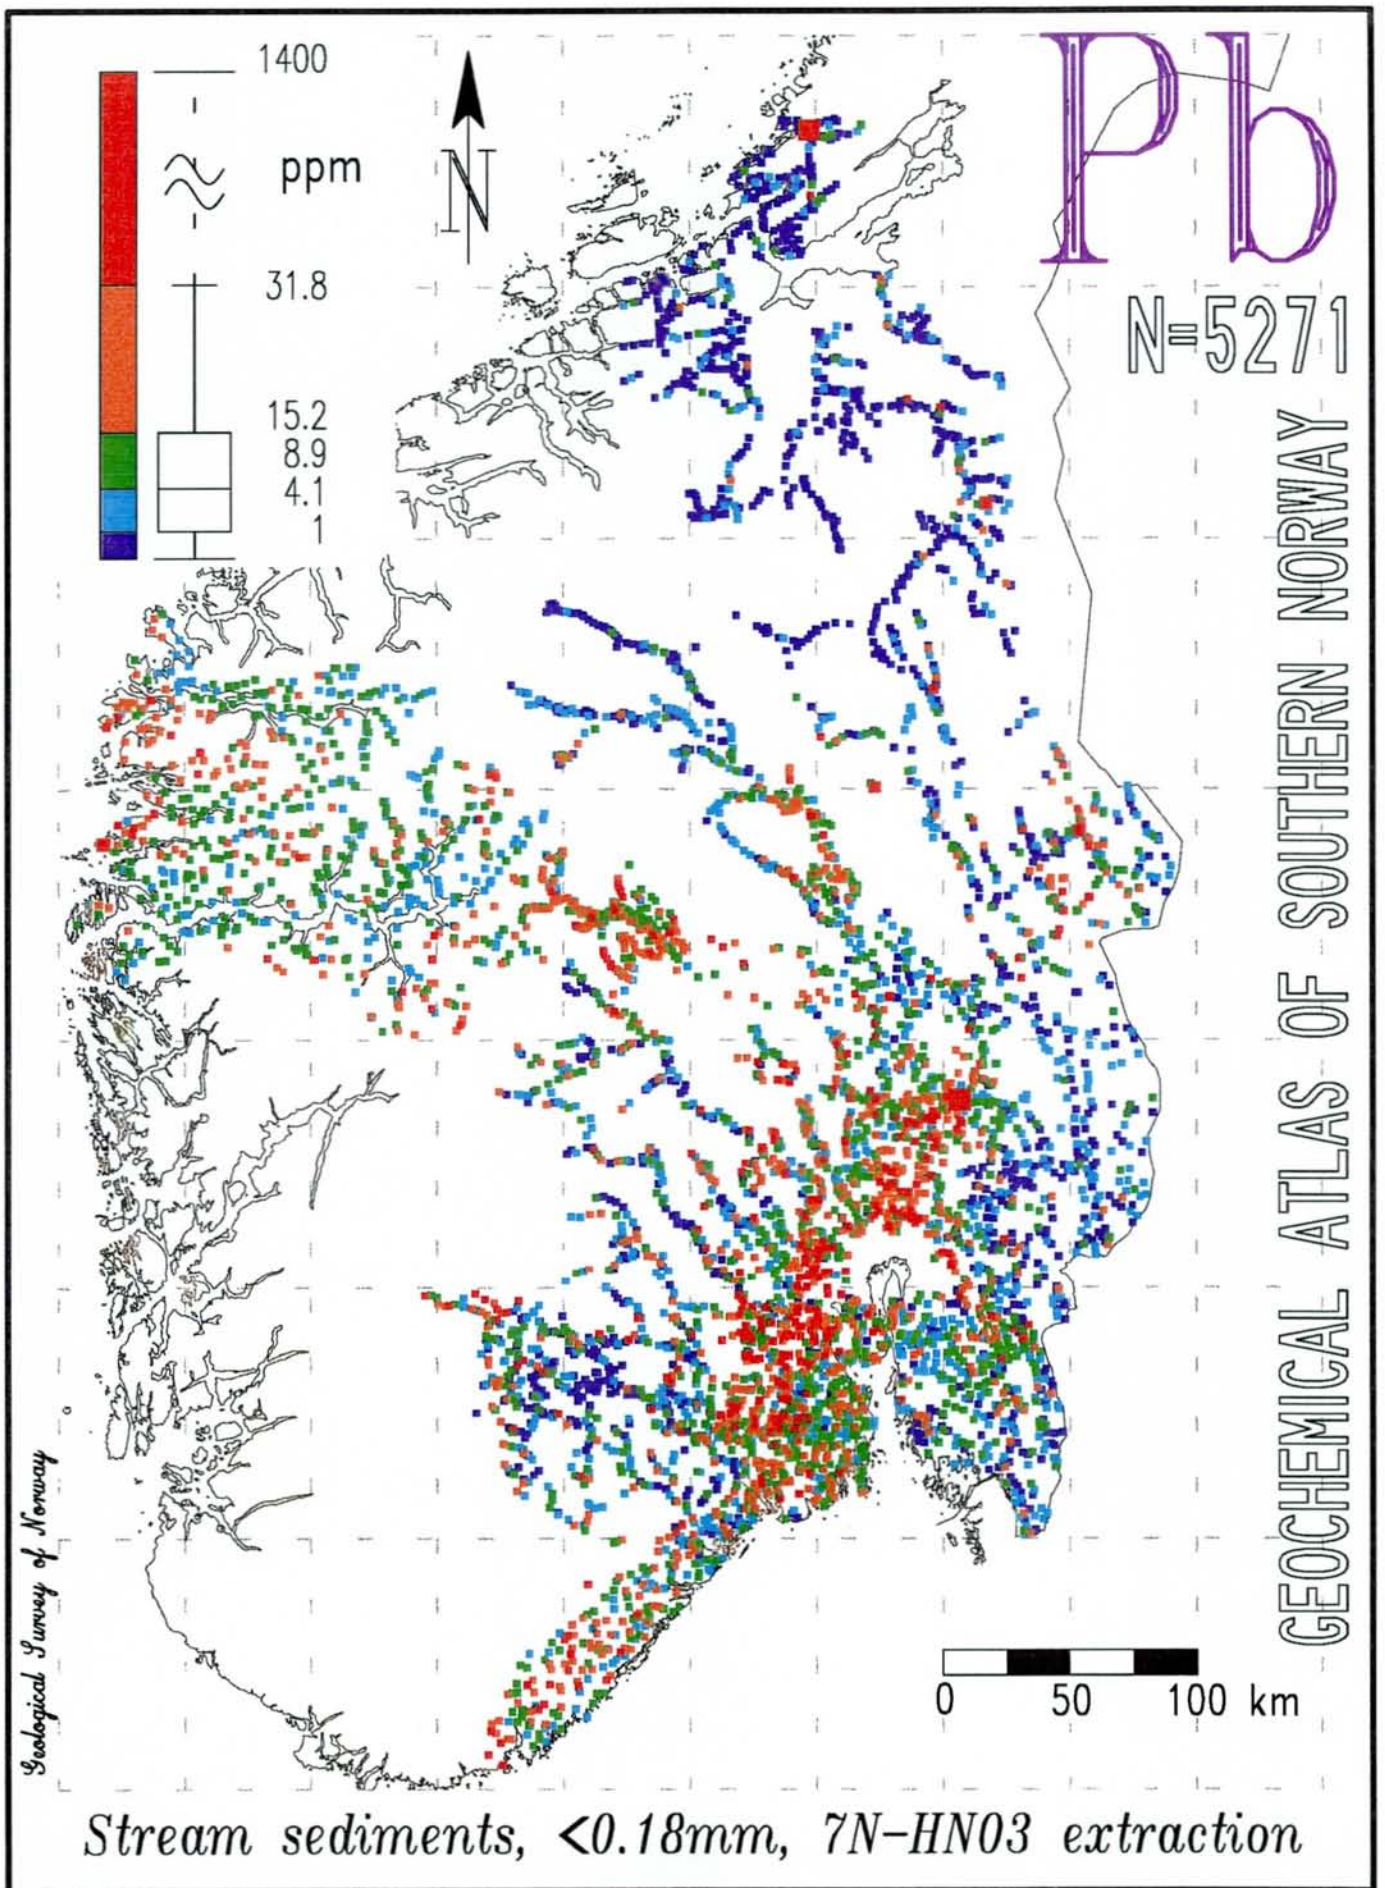 Pb
1400
ppm
N
31.8
N=5271
15.2
8.9
4.1
1
GEOCHEMICAL ATLAS OF SOUTHERN NORWAY
Geological Survey of Norway
0 50 100 km
Stream sediments, <0.18mm, 7N-HNO3 extraction